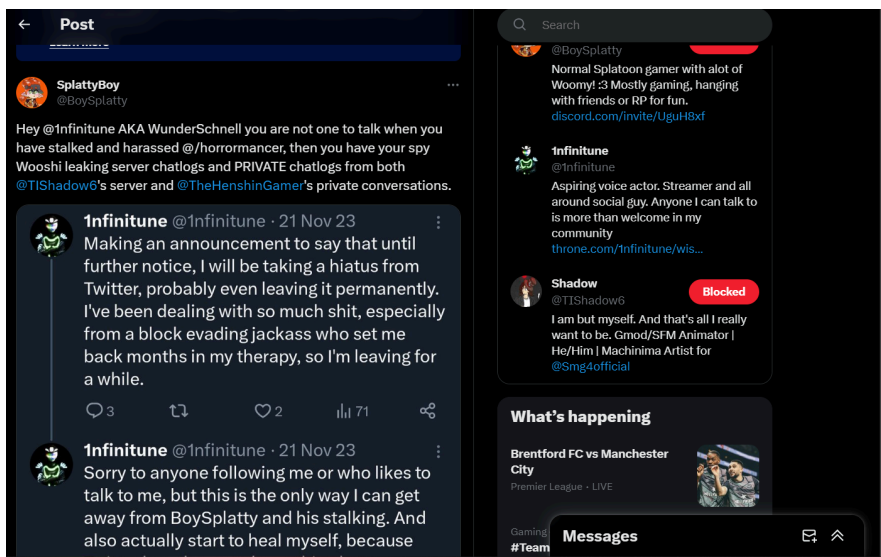 Post
Learn more
SplattyBoy
@BoySplatty
Hey @1nfinitune AKA WunderSchnell you are not one to talk when you
have stalked and harassed @/horrormancer, then you have your spy
Wooshi leaking server chatlogs and PRIVATE chatlogs from both
@TIShadow6's server and @TheHenshinGamer's private conversations.
1nfinitune @1nfinitune · 21 Nov 23
Making an announcement to say that until
further notice, I will be taking a hiatus from
Twitter, probably even leaving it permanently.
I've been dealing with so much shit, especially
from a block evading jackass who set me
back months in my therapy, so I'm leaving for
a while.
3 2 71
1nfinitune @1nfinitune · 21 Nov 23
Sorry to anyone following me or who likes to
talk to me, but this is the only way I can get
away from BoySplatty and his stalking. And
also actually start to heal myself, because
Search
@BoySplatty
Normal Splatoon gamer with alot of
Woomy! :3 Mostly gaming, hanging
with friends or RP for fun.
discord.com/invite/UguH8xf
1nfinitune
@1nfinitune
Aspiring voice actor. Streamer and all
around social guy. Anyone I can talk to
is more than welcome in my
community
throne.com/1nfinitune/wis...
Shadow
@TIShadow6
Blocked
I am but myself. And that's all I really
want to be. Gmod/SFM Animator |
He/Him | Machinima Artist for
@Smg4official
What's happening
Brentford FC vs Manchester
City
Premier League · LIVE
Gaming
#Team
Messages